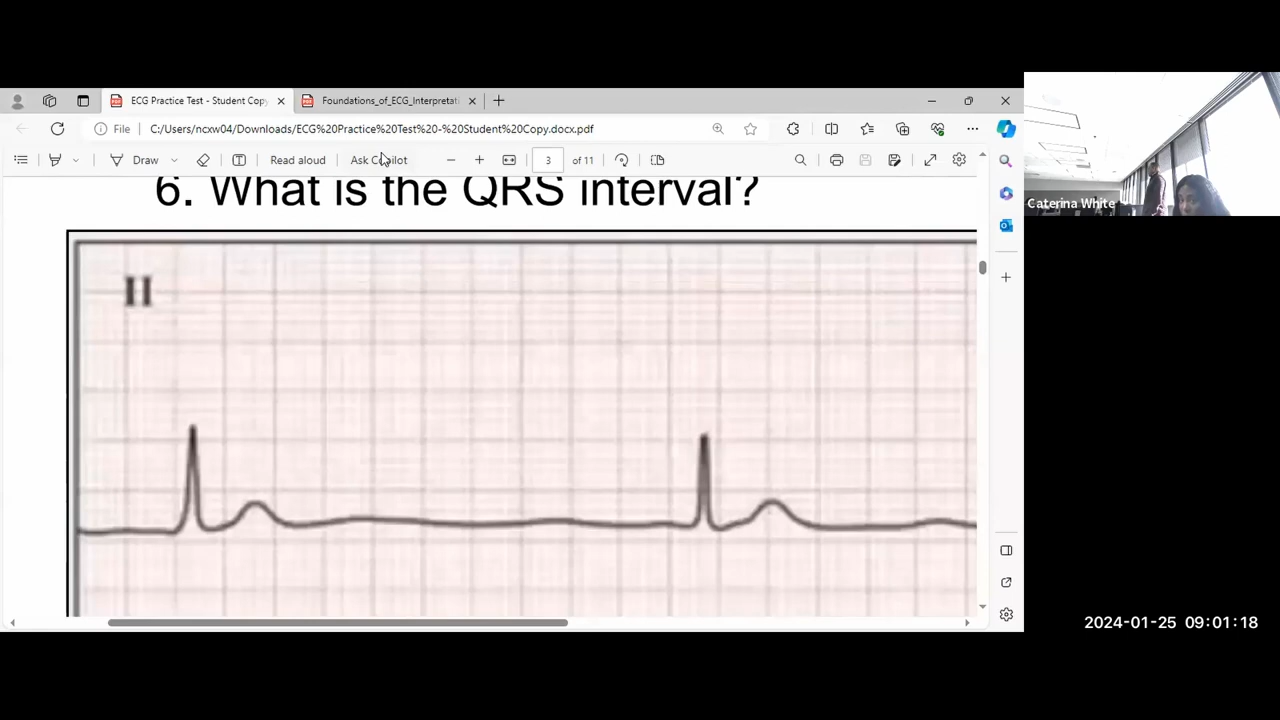 ECG Practice Test - Student Copy
Foundations_of_ECG_Interpretati
File
C:/Users/ncxw04/Downloads/ECG%20Practice%20Test%20-%20Student%20Copy.docx.pdf
Draw
Read aloud
Ask Copilot
3 of 11
6. What is the QRS interval?
II
Caterina White
2024-01-25 09:01:18